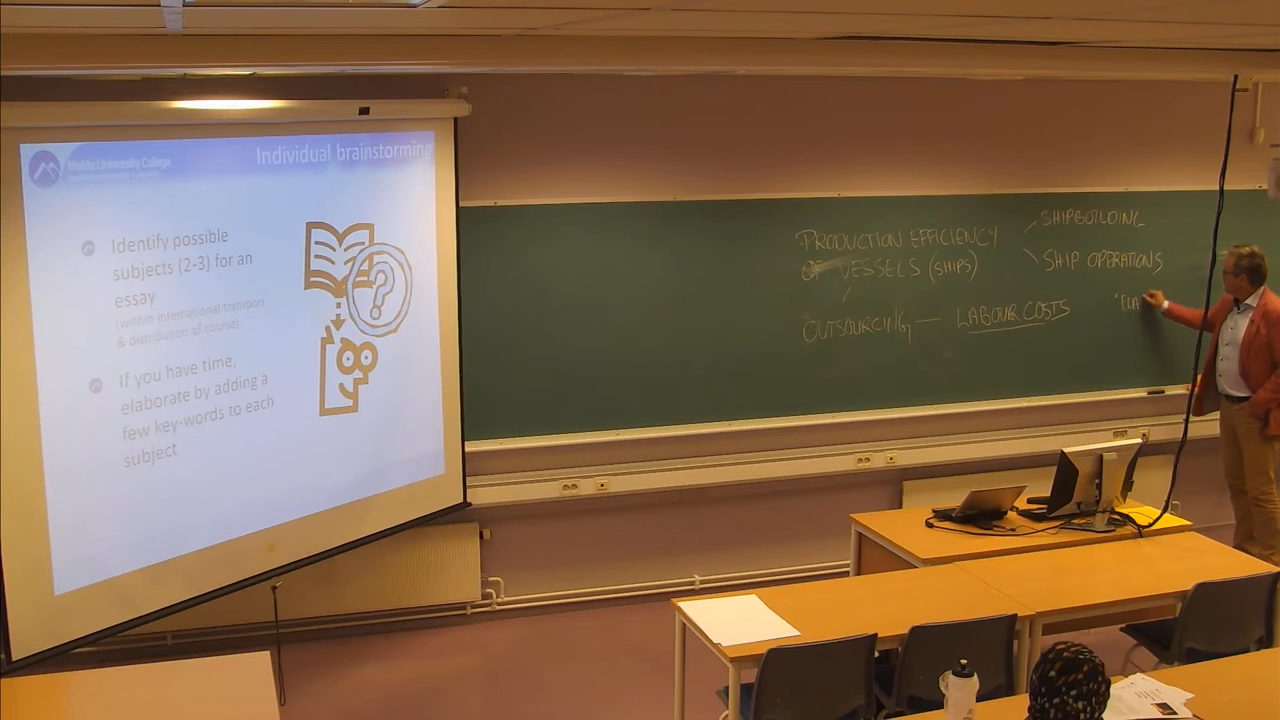 Molde University College
Individual brainstorming
Identify possible
subjects (2-3) for an
essay
(within international transport
& distribution of course)
If you have time,
elaborate by adding a
few key-words to each
subject
PRODUCTION EFFICIENCY
OF VESSELS (SHIPS)
SHIPBUILDING
SHIP OPERATIONS
OUTSOURCING — LABOUR COSTS
"ELA